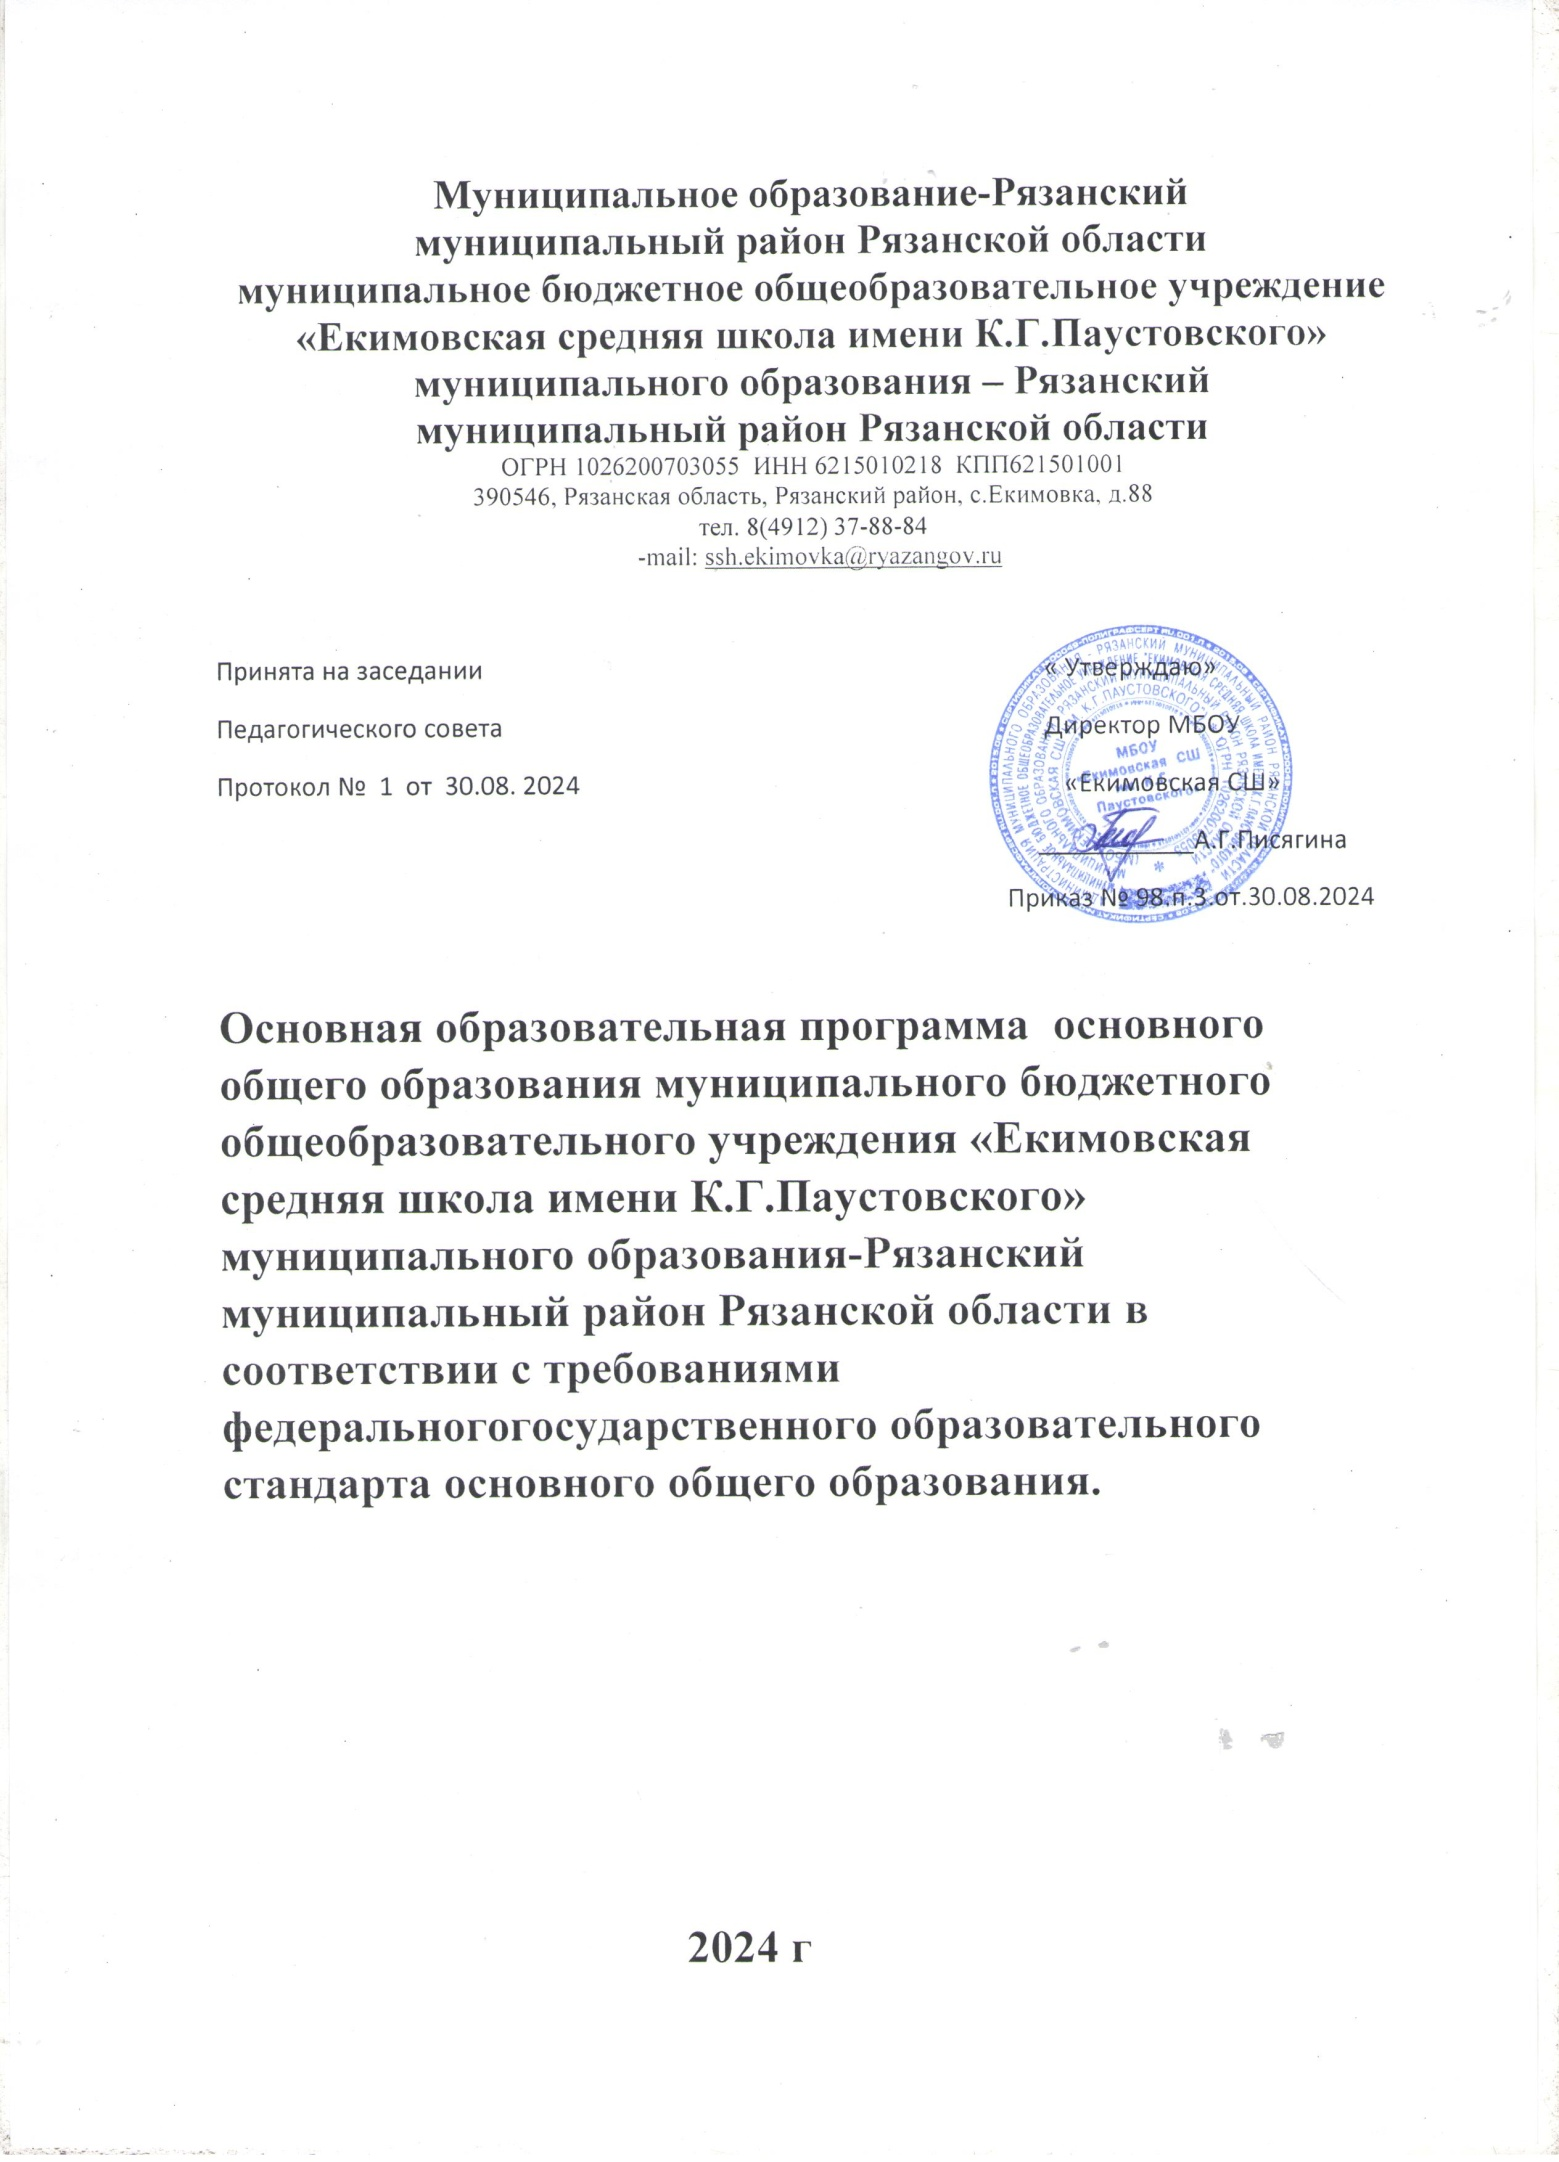 Муниципальное образование-Рязанский
муниципальный район Рязанской области
муниципальное бюджетное общеобразовательное учреждение
«Екимовская средняя школа имени К.Г.Паустовского»
муниципального образования – Рязанский
муниципальный район Рязанской области
ОГРН 1026200703055 ИНН 6215010218 КПП621501001
390546, Рязанская область, Рязанский район, с.Екимовка, д.88
тел. 8(4912) 37-88-84
-mail: ssh.ekimovka@ryazangov.ru
Принята на заседании
Педагогического совета
Протокол № 1 от 30.08. 2024
« Утверждаю»
Директор МБОУ
«Екимовская СШ»
А.Г.Писягина
Приказ № 98.п.3.от.30.08.2024
МБОУ
«Екимовская СШ
Паустовского»
Основная образовательная программа основного
общего образования муниципального бюджетного
общеобразовательного учреждения «Екимовская
средняя школа имени К.Г.Паустовского»
муниципального образования-Рязанский
муниципальный район Рязанской области в
соответствии с требованиями
федеральногогосударственного образовательного
стандарта основного общего образования.
2024 г